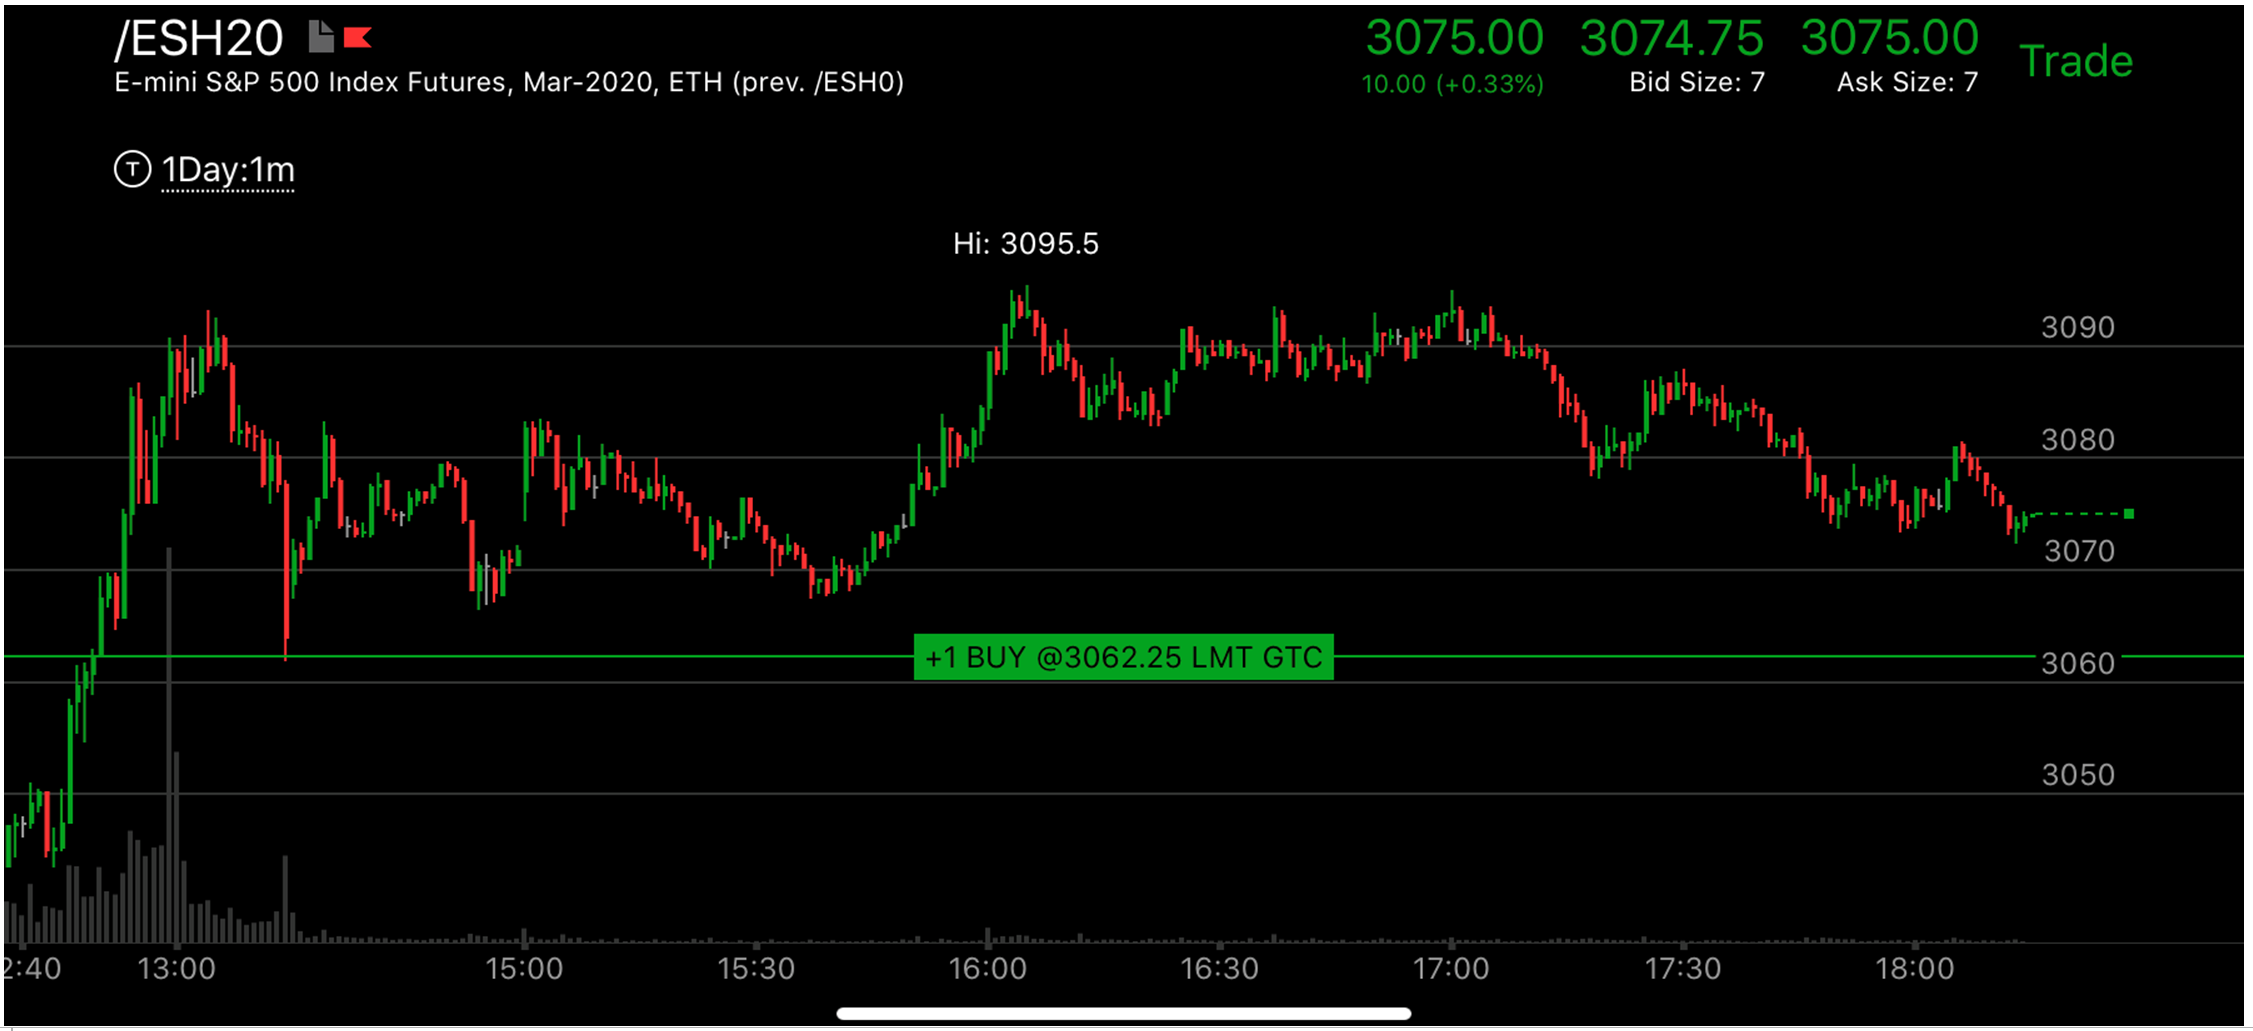 /ESH20
3075.00 3074.75 3075.00 Trade
E-mini S&P 500 Index Futures, Mar-2020, ETH (prev. /ESH0)
10.00 (+0.33%) Bid Size: 7 Ask Size: 7
T 1Day:1m
Hi: 3095.5
3090
3080
3070
+1 BUY @3062.25 LMT GTC
3060
3050
2:40 13:00 15:00 15:30 16:00 16:30 17:00 17:30 18:00